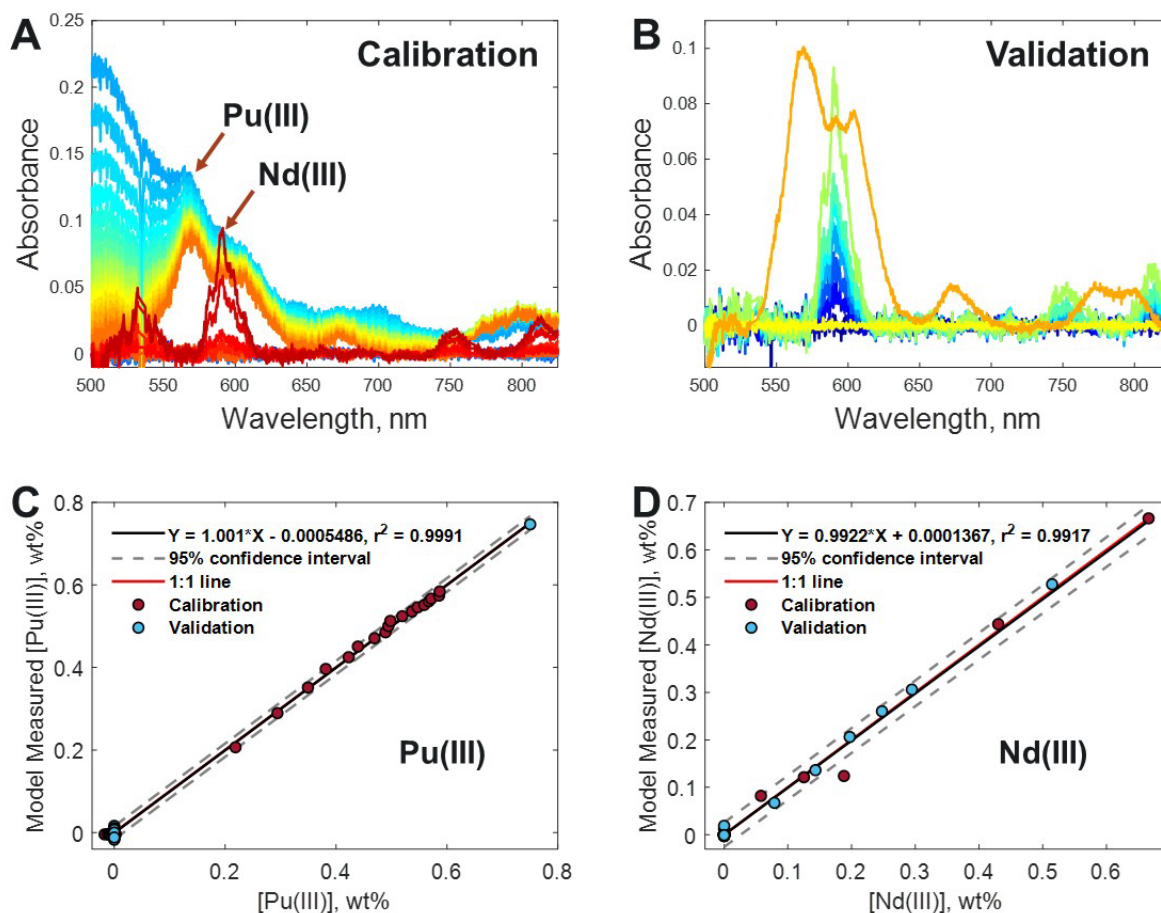 A
Calibration
Pu(III)
Nd(III)
Absorbance
0.25
0.2
0.15
0.1
0.05
0
500
550
600
650
700
750
800
Wavelength, nm
B
Validation
Absorbance
0.1
0.08
0.06
0.04
0.02
0
500
550
600
650
700
750
800
Wavelength, nm
C
Y = 1.001*X - 0.0005486, r² = 0.9991
95% confidence interval
1:1 line
Calibration
Validation
Pu(III)
Model Measured [Pu(III)], wt%
0.8
0.6
0.4
0.2
0
0
0.2
0.4
0.6
0.8
[Pu(III)], wt%
D
Y = 0.9922*X + 0.0001367, r² = 0.9917
95% confidence interval
1:1 line
Calibration
Validation
Nd(III)
Model Measured [Nd(III)], wt%
0.7
0.6
0.5
0.4
0.3
0.2
0.1
0
0
0.1
0.2
0.3
0.4
0.5
0.6
[Nd(III)], wt%